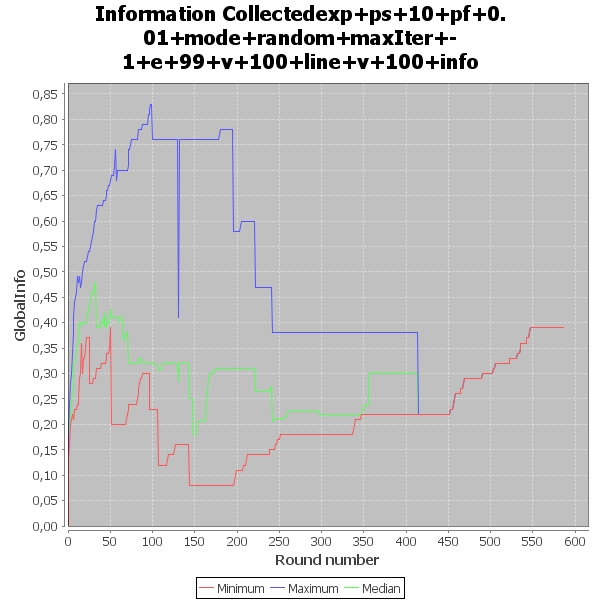 Information Collectedexp+ps+10+pf+0.
01+mode+random+maxIter+-
1+e+99+v+100+line+v+100+info
GlobalInfo
0,85
0,80
0,75
0,70
0,65
0,60
0,55
0,50
0,45
0,40
0,35
0,30
0,25
0,20
0,15
0,10
0,05
0,00
0 50 100 150 200 250 300 350 400 450 500 550 600
Round number
Minimum Maximum Median